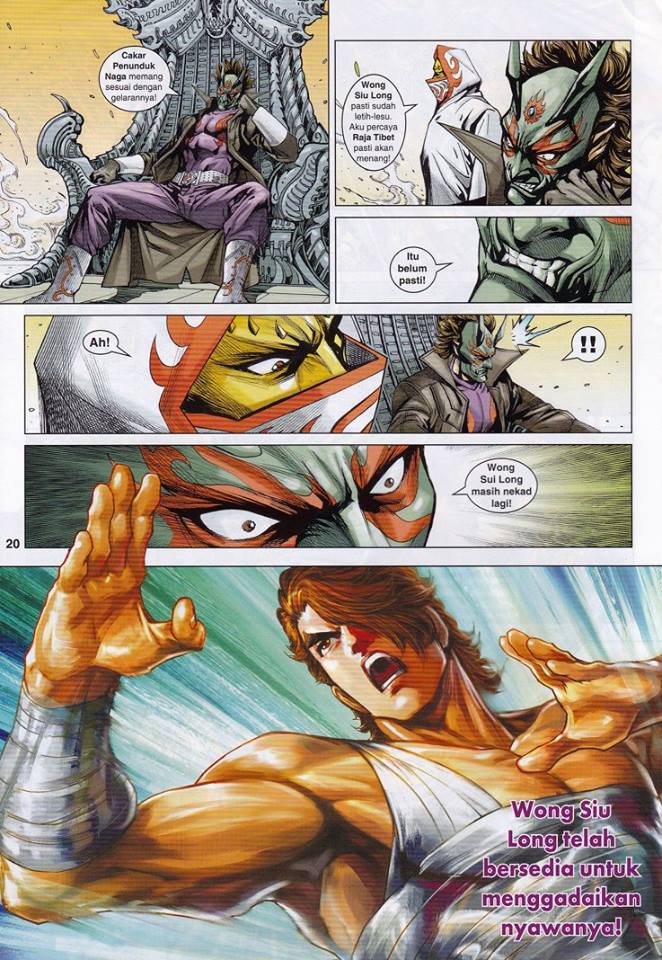 Cakar
Penunduk
Naga memang
sesuai dengan
gelarannya!
Wong
Siu Long
pasti sudah
letih-lesu.
Aku percaya
Raja Tibet
pasti akan
menang!
Itu
belum
pasti!
Ah!
!!
Wong
Sui Long
masih nekad
lagi!
20
Wong Siu
Long telah
bersedia untuk
menggadaikan
nyawanya!